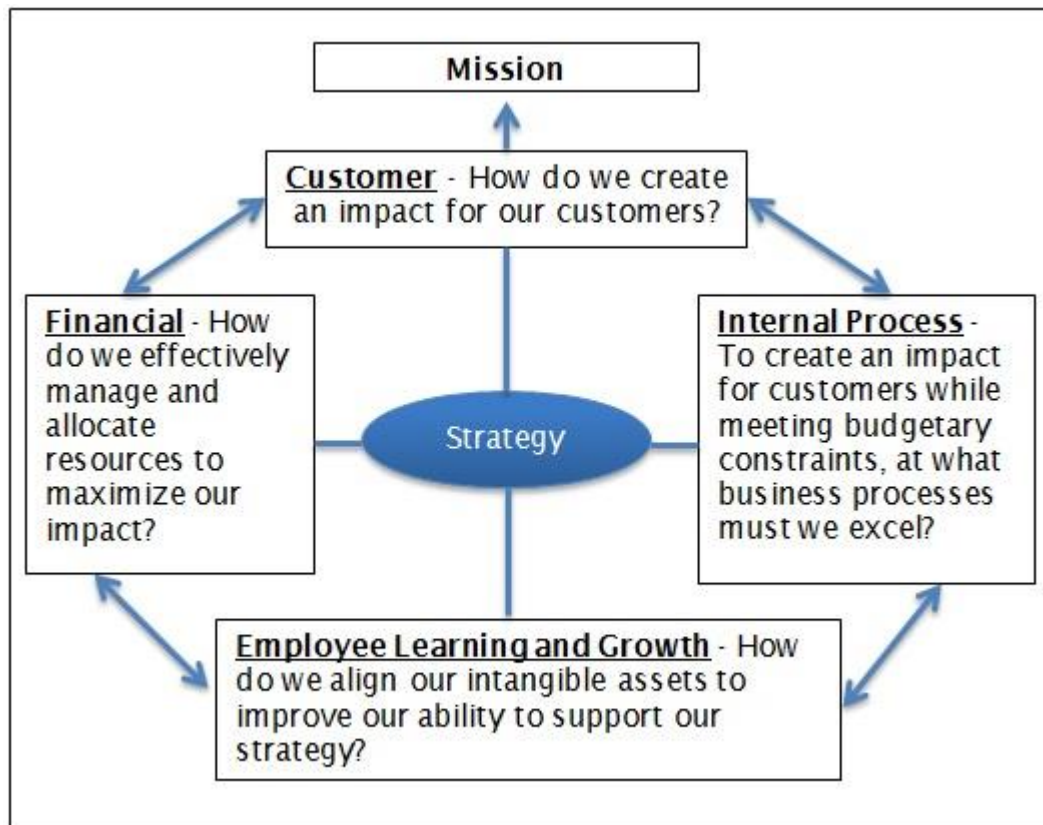 Mission
Customer - How do we create
an impact for our customers?
Financial - How
do we effectively
manage and
allocate
resources to
maximize our
impact?
Strategy
Internal Process -
To create an impact
for customers while
meeting budgetary
constraints, at what
business processes
must we excel?
Employee Learning and Growth - How
do we align our intangible assets to
improve our ability to support our
strategy?